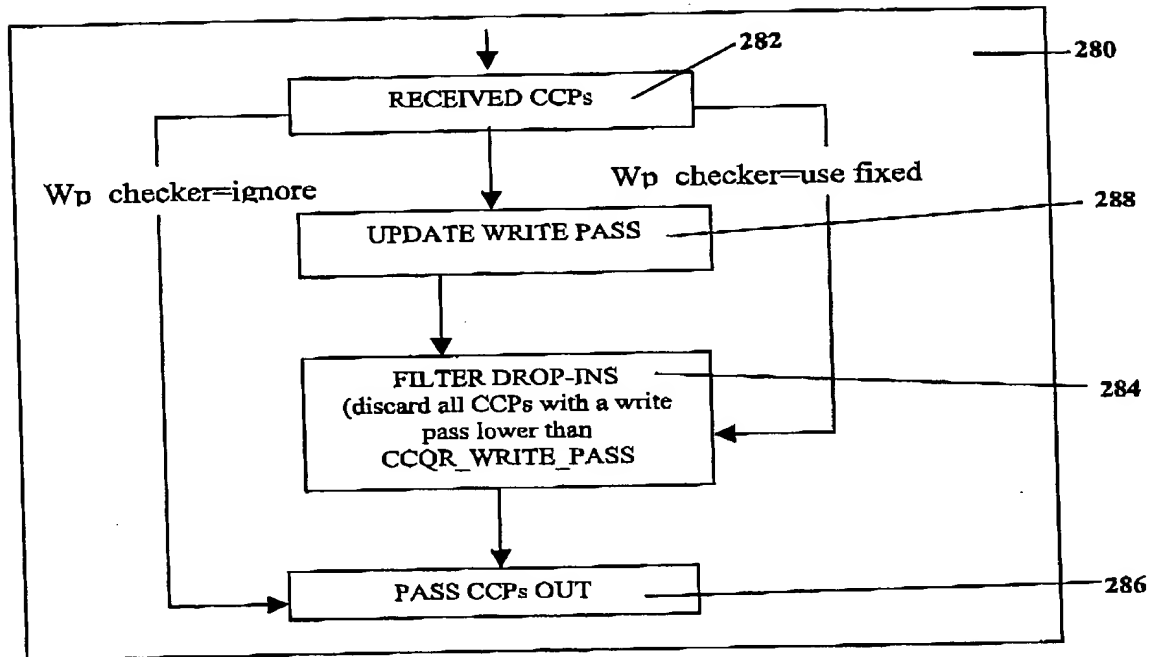 282
280
RECEIVED CCPs
Wp checker=ignore
Wp checker=use fixed
288
UPDATE WRITE PASS
FILTER DROP-INS
(discard all CCPs with a write
pass lower than
CCQR_WRITE_PASS
284
PASS CCPs OUT
286